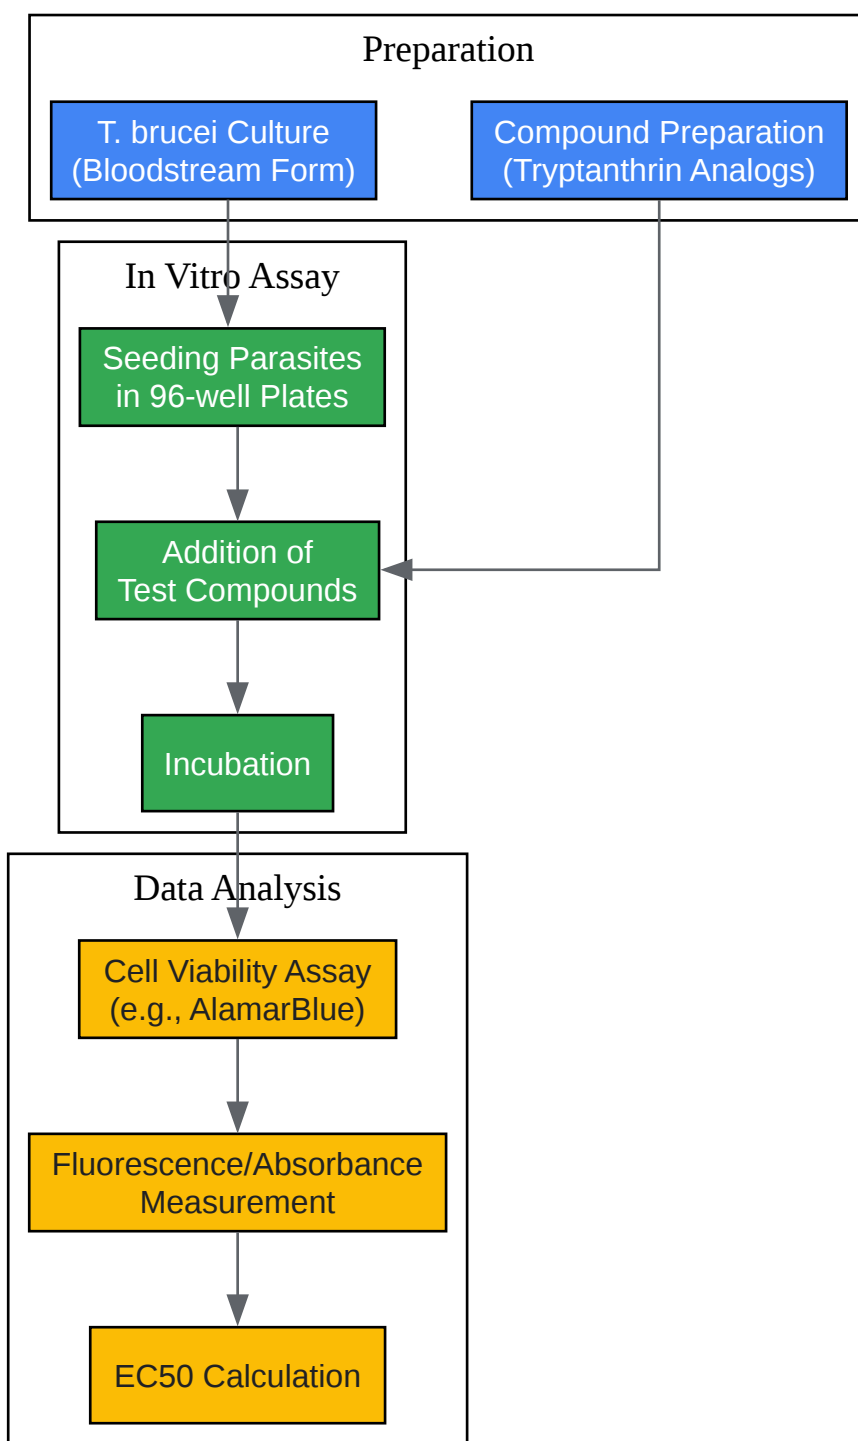 Preparation
T. brucei Culture
(Bloodstream Form)
Compound Preparation
(Tryptanthrin Analogs)
In Vitro Assay
Seeding Parasites
in 96-well Plates
Addition of
Test Compounds
Incubation
Data Analysis
Cell Viability Assay
(e.g., AlamarBlue)
Fluorescence/Absorbance
Measurement
EC50 Calculation